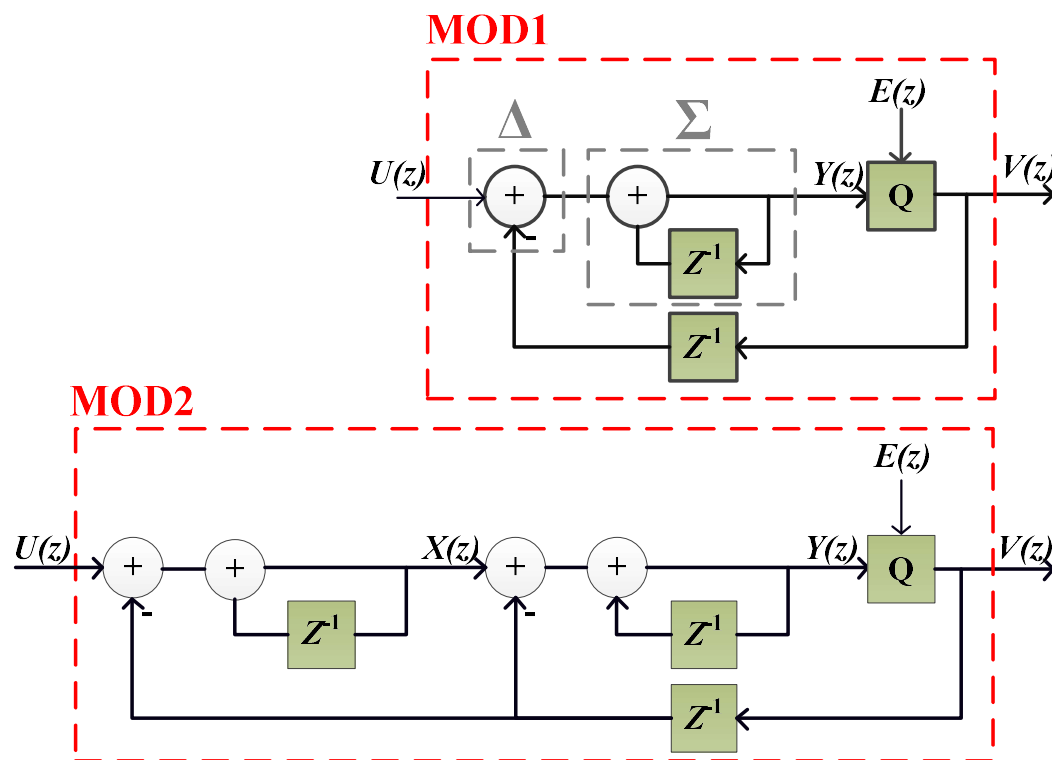 MOD1
E(z)
Δ
Σ
U(z)
+
+
Y(z)
Q
V(z)
-
Z⁻¹
Z⁻¹
MOD2
E(z)
U(z)
+
+
X(z)
+
+
Y(z)
Q
V(z)
-
-
Z⁻¹
Z⁻¹
Z⁻¹